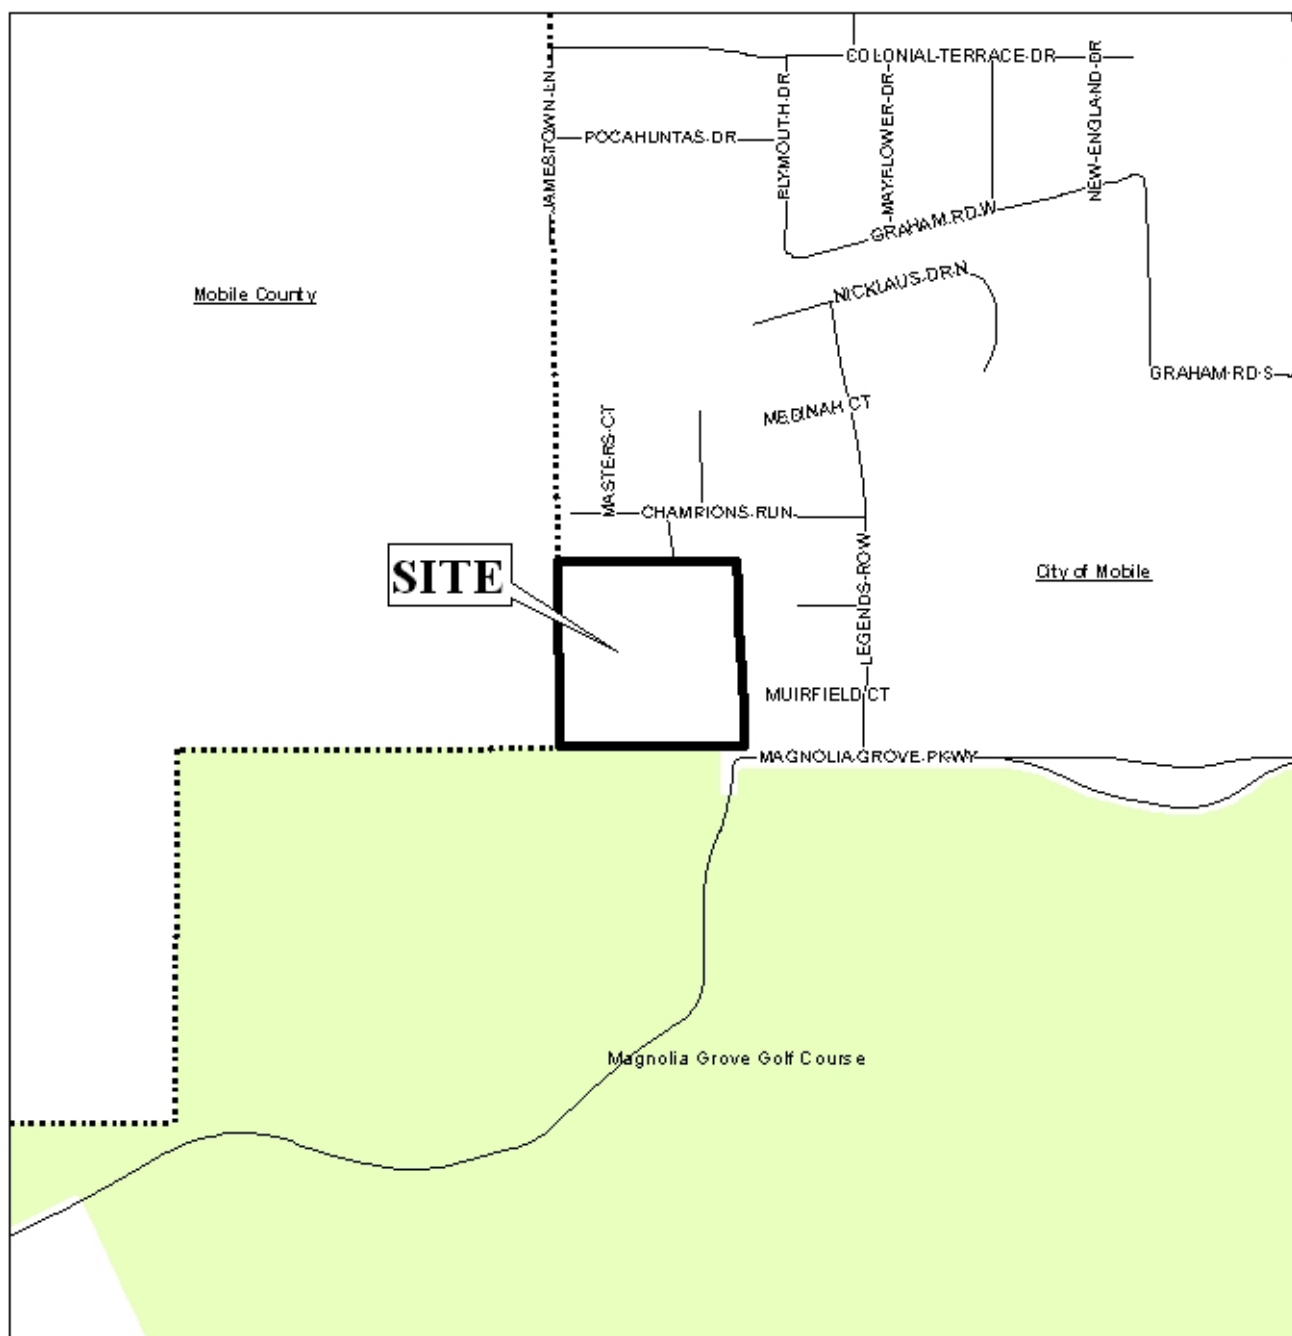 COLONIAL TERRACE DR
JAMESTOWN LN
PLYMOUTH DR
MAYFLOWER DR
NEW ENGLAND DR
POCAHUNTAS DR
GRAHAM RD W
NICKLAUS DR N
Mobile County
GRAHAM RD S
MEDINAH CT
MASTERS CT
CHAMPIONS RUN
SITE
LEGENDS ROW
City of Mobile
MUIRFIELD CT
MAGNOLIA GROVE PKWY
Magnolia Grove Golf Course